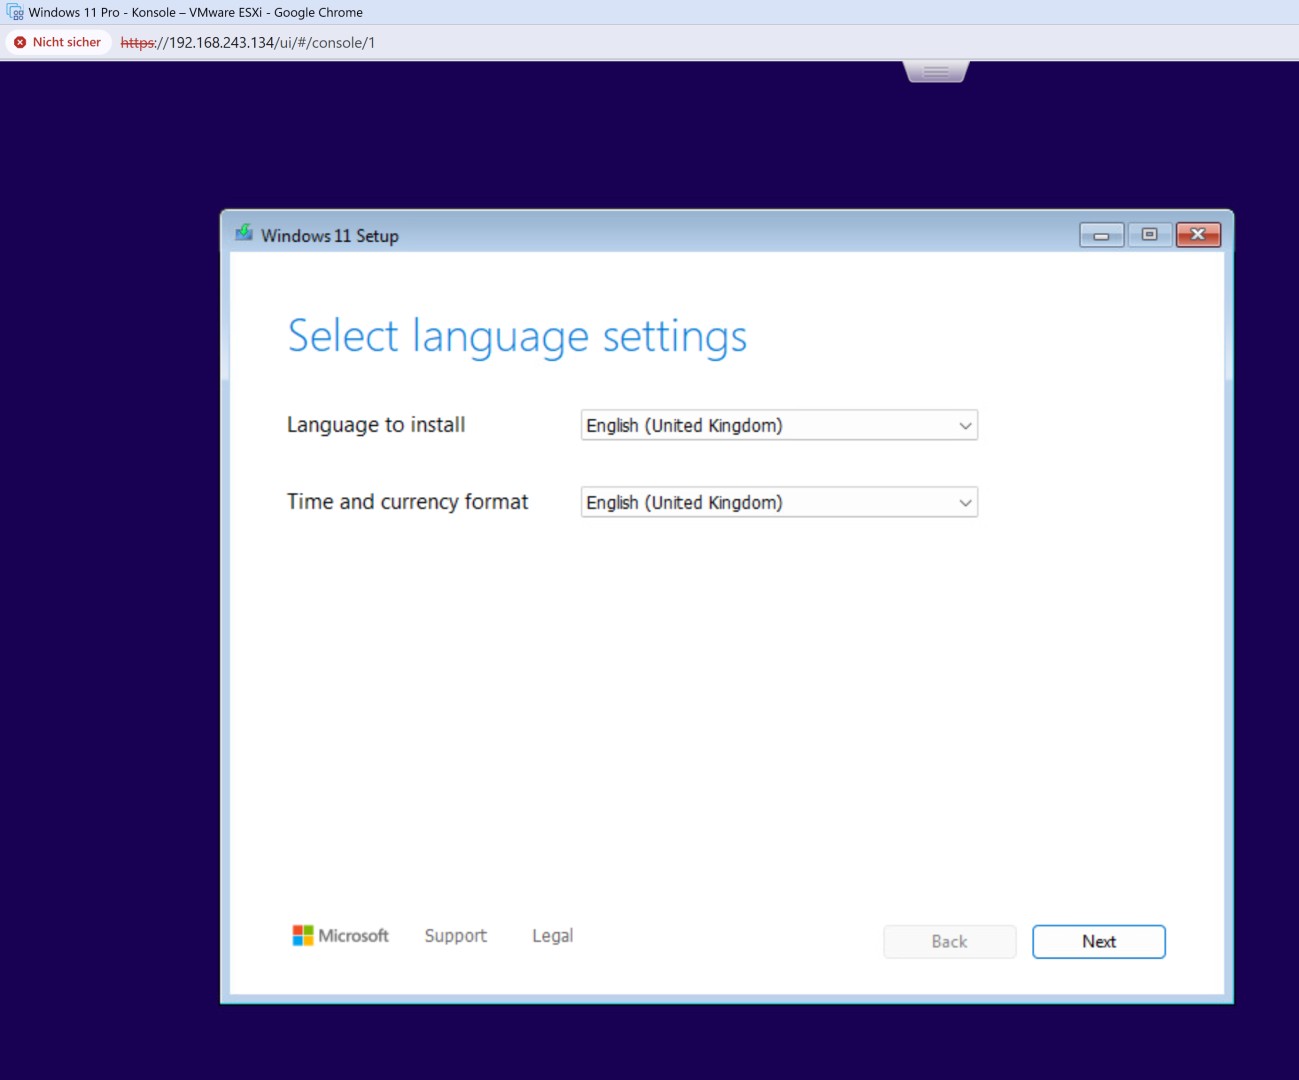 Windows 11 Pro - Konsole – VMware ESXi - Google Chrome
Nicht sicher https://192.168.243.134/ui/#/console/1
Windows 11 Setup
Select language settings
Language to install English (United Kingdom)
Time and currency format English (United Kingdom)
Microsoft Support Legal Back Next